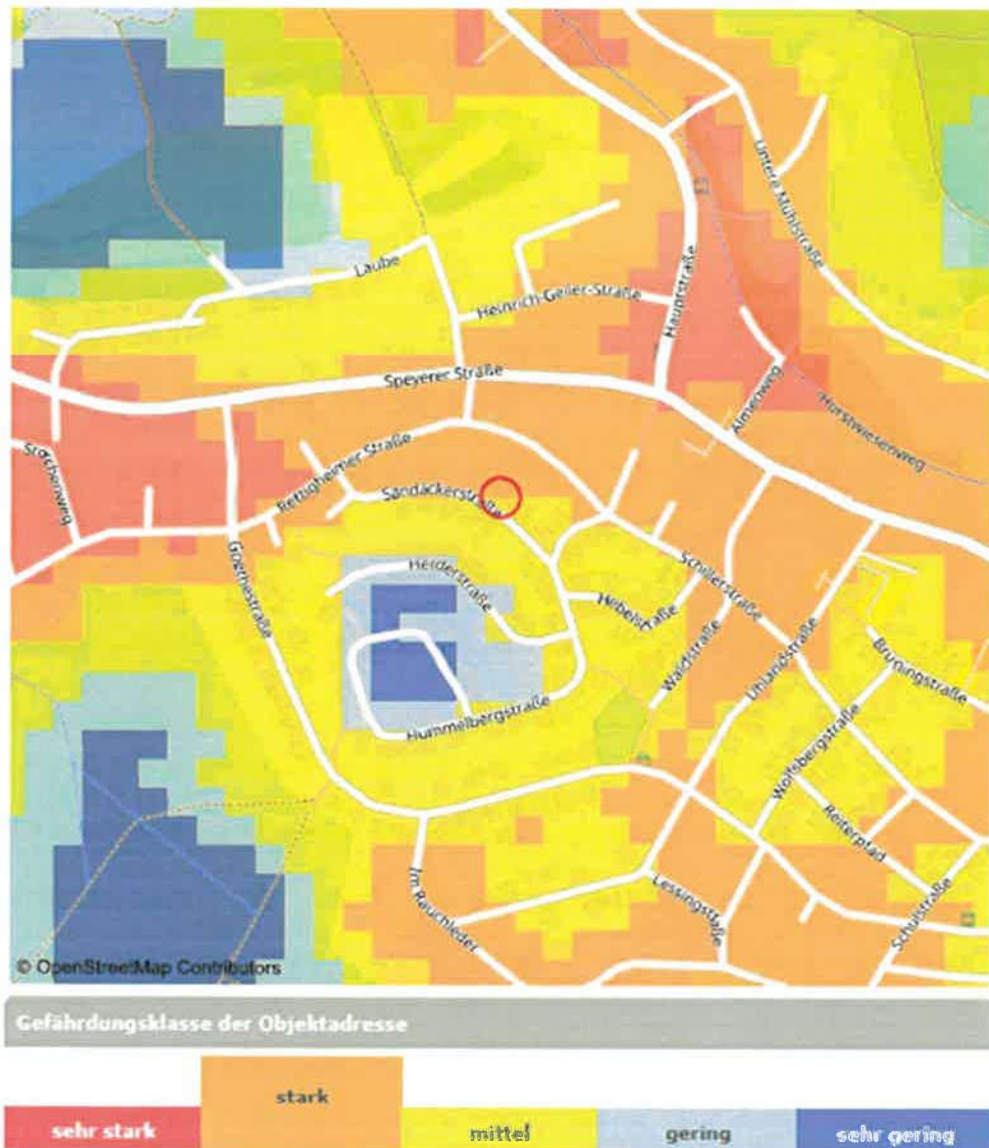 Untere Mühlstraße
Laube
Heinrich-Geiler-Straße
Hauptstraße
Speyerer Straße
Almenweg
Horstwiesenweg
Storchenweg
Rettigheimer Straße
Sandäckerstraße
Goethestraße
Herderstraße
Hebelstraße
Schillerstraße
Waldstraße
Uhlandstraße
Brüningstraße
Hummelbergstraße
Wolfsbergstraße
Reiterpfad
Im Rauchleder
Lessingstaße
Schulstraße
© OpenStreetMap Contributors
Gefährdungsklasse der Objektadresse
sehr stark
stark
mittel
gering
sehr gering